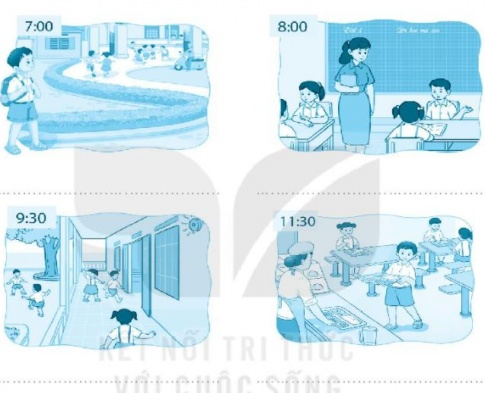 7:00
8:00
9:30
11:30
KẾT NỐI TRI THỨC
VỚI CUỘC SỐNG